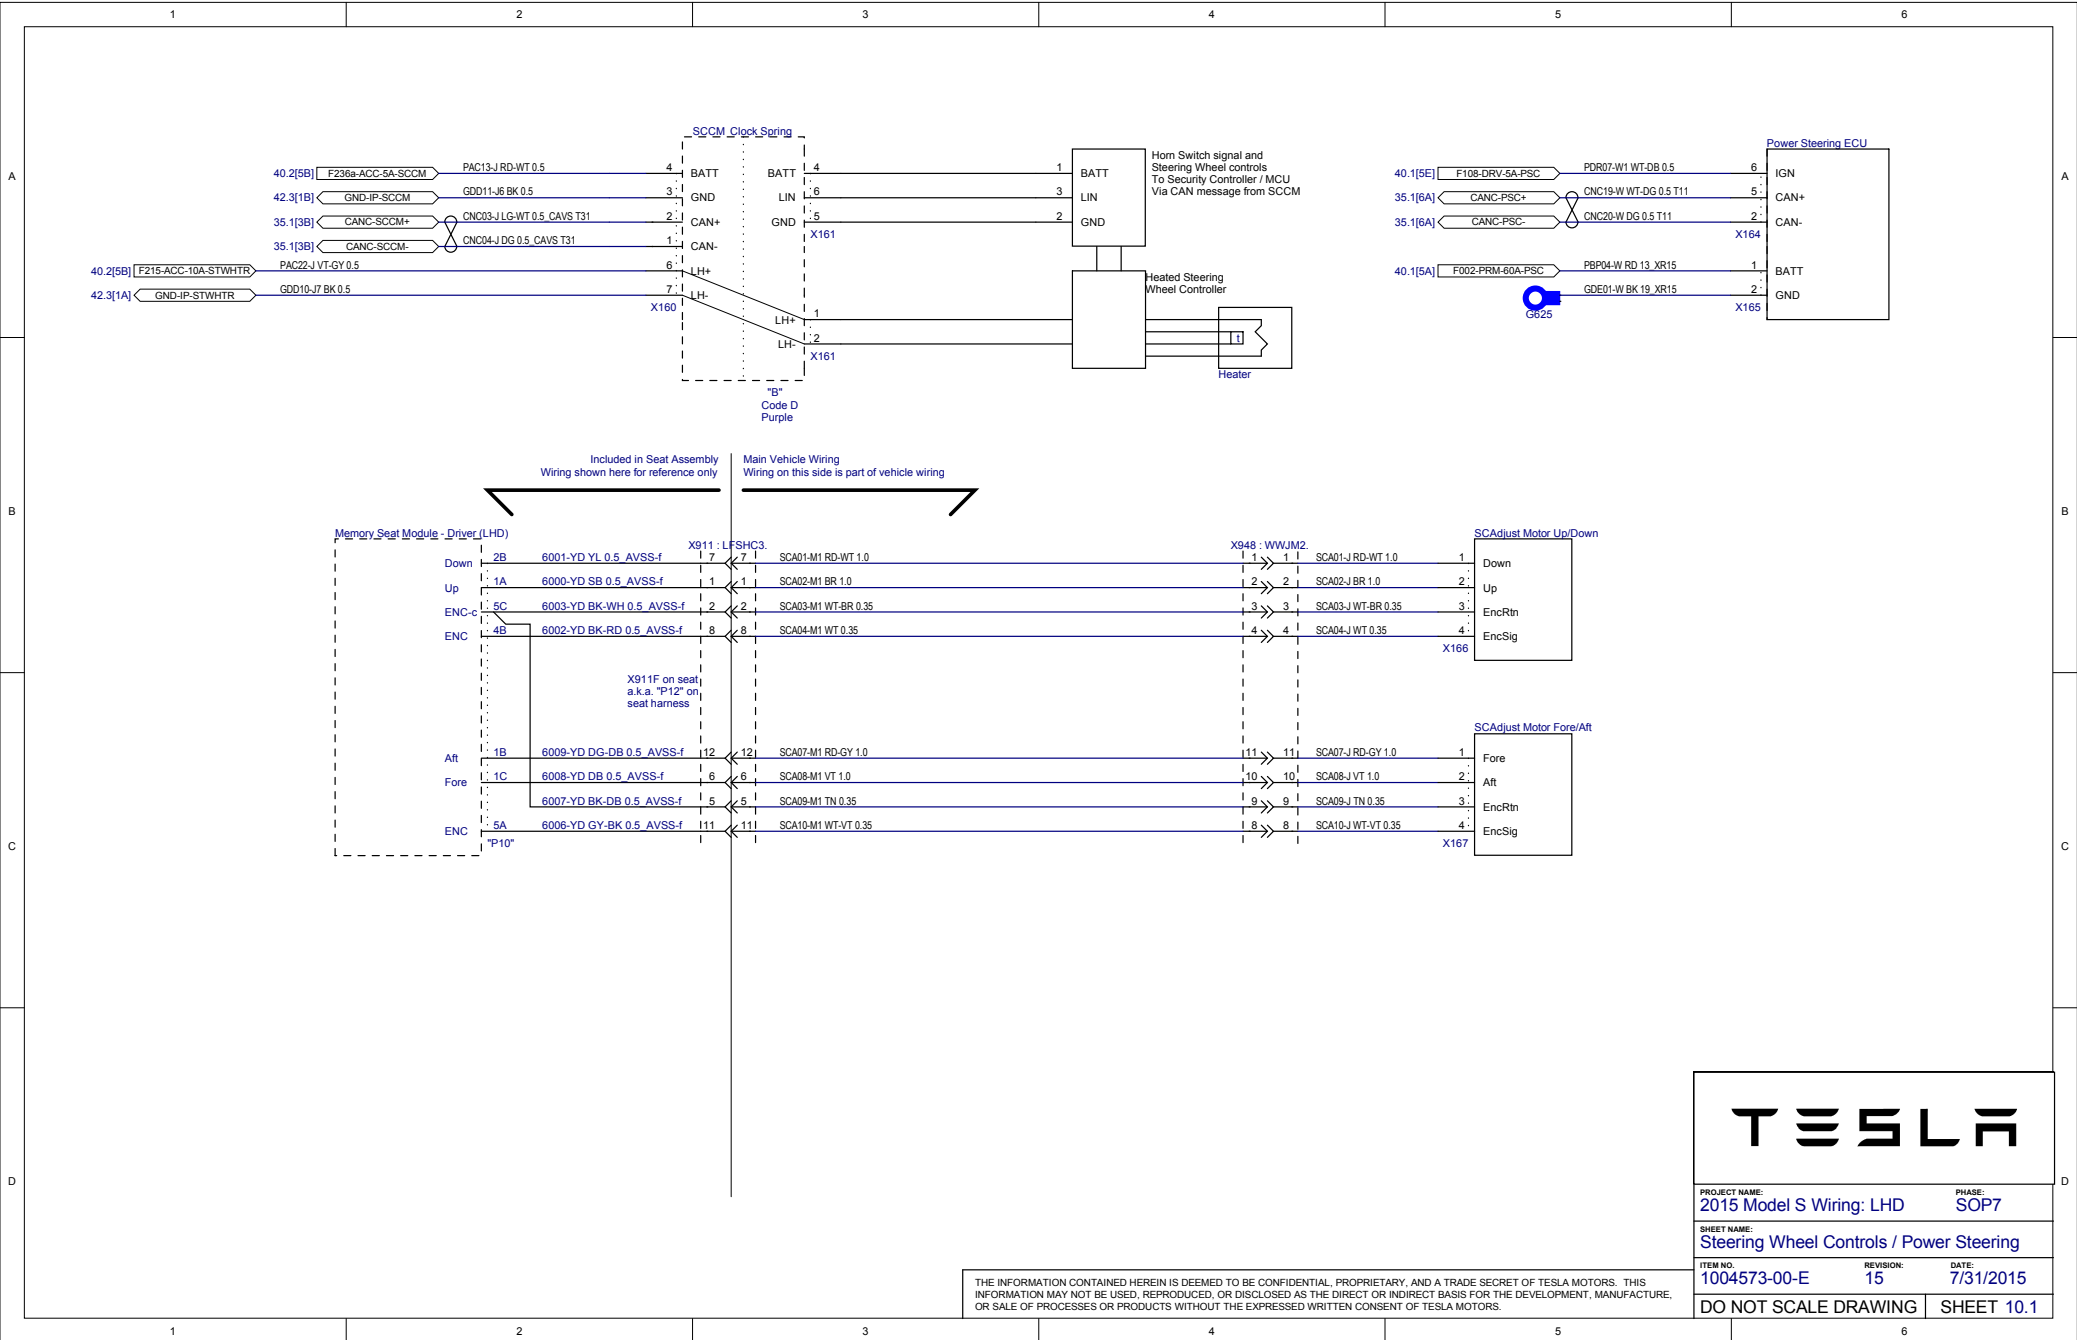 1 2 3 4 5 6
A
B
C
D
A
B
C
D
SCCM Clock Spring
40.2[5B] F236a-ACC-5A-SCCM PAC13-J RD-WT 0.5 4 BATT
42.3[1B] GND-IP-SCCM GDD11-J6 BK 0.5 3 GND
35.1[3B] CANC-SCCM+ CNC03-J LG-WT 0.5_CAVS T31 2 CAN+
35.1[3B] CANC-SCCM- CNC04-J DG 0.5_CAVS T31 1 CAN-
40.2[5B] F215-ACC-10A-STWHTR PAC22-J VT-GY 0.5 6 LH+
42.3[1A] GND-IP-STWHTR GDD10-J7 BK 0.5 7 LH-
X160
BATT 4 1 BATT
LIN 6 3 LIN
GND 5 2 GND
X161
LH+ 1
LH- 2
X161
"B"
Code D
Purple
Horn Switch signal and
Steering Wheel controls
To Security Controller / MCU
Via CAN message from SCCM
Heated Steering
Wheel Controller
t
Heater
Power Steering ECU
40.1[5E] F108-DRV-5A-PSC PDR07-W1 WT-DB 0.5 6 IGN
35.1[6A] CANC-PSC+ CNC19-W WT-DG 0.5 T11 5 CAN+
35.1[6A] CANC-PSC- CNC20-W DG 0.5 T11 2 CAN-
X164
40.1[5A] F002-PRM-60A-PSC PBP04-W RD 13_XR15 1 BATT
GDE01-W BK 19_XR15 2 GND
G625 X165
Included in Seat Assembly
Wiring shown here for reference only
Main Vehicle Wiring
Wiring on this side is part of vehicle wiring
Memory Seat Module - Driver (LHD)
X911 : LFSHC3. X948 : WWJM2. SCAdjust Motor Up/Down
Down 2B 6001-YD YL 0.5_AVSS-f 7 7 SCA01-M1 RD-WT 1.0 1 1 SCA01-J RD-WT 1.0 1 Down
Up 1A 6000-YD SB 0.5_AVSS-f 1 1 SCA02-M1 BR 1.0 2 2 SCA02-J BR 1.0 2 Up
ENC-c 5C 6003-YD BK-WH 0.5_AVSS-f 2 2 SCA03-M1 WT-BR 0.35 3 3 SCA03-J WT-BR 0.35 3 EncRtn
ENC 4B 6002-YD BK-RD 0.5_AVSS-f 8 8 SCA04-M1 WT 0.35 4 4 SCA04-J WT 0.35 4 EncSig
X166
X911F on seat
a.k.a. "P12" on
seat harness
SCAdjust Motor Fore/Aft
Aft 1B 6009-YD DG-DB 0.5_AVSS-f 12 12 SCA07-M1 RD-GY 1.0 11 11 SCA07-J RD-GY 1.0 1 Fore
Fore 1C 6008-YD DB 0.5_AVSS-f 6 6 SCA08-M1 VT 1.0 10 10 SCA08-J VT 1.0 2 Aft
6007-YD BK-DB 0.5_AVSS-f 5 5 SCA09-M1 TN 0.35 9 9 SCA09-J TN 0.35 3 EncRtn
ENC 5A 6006-YD GY-BK 0.5_AVSS-f 11 11 SCA10-M1 WT-VT 0.35 8 8 SCA10-J WT-VT 0.35 4 EncSig
"P10" X167
TESLA
PROJECT NAME: PHASE:
2015 Model S Wiring: LHD SOP7
SHEET NAME:
Steering Wheel Controls / Power Steering
ITEM NO. REVISION: DATE:
1004573-00-E 15 7/31/2015
DO NOT SCALE DRAWING SHEET 10.1
THE INFORMATION CONTAINED HEREIN IS DEEMED TO BE CONFIDENTIAL, PROPRIETARY, AND A TRADE SECRET OF TESLA MOTORS. THIS
INFORMATION MAY NOT BE USED, REPRODUCED, OR DISCLOSED AS THE DIRECT OR INDIRECT BASIS FOR THE DEVELOPMENT, MANUFACTURE,
OR SALE OF PROCESSES OR PRODUCTS WITHOUT THE EXPRESSED WRITTEN CONSENT OF TESLA MOTORS.
1 2 3 4 5 6